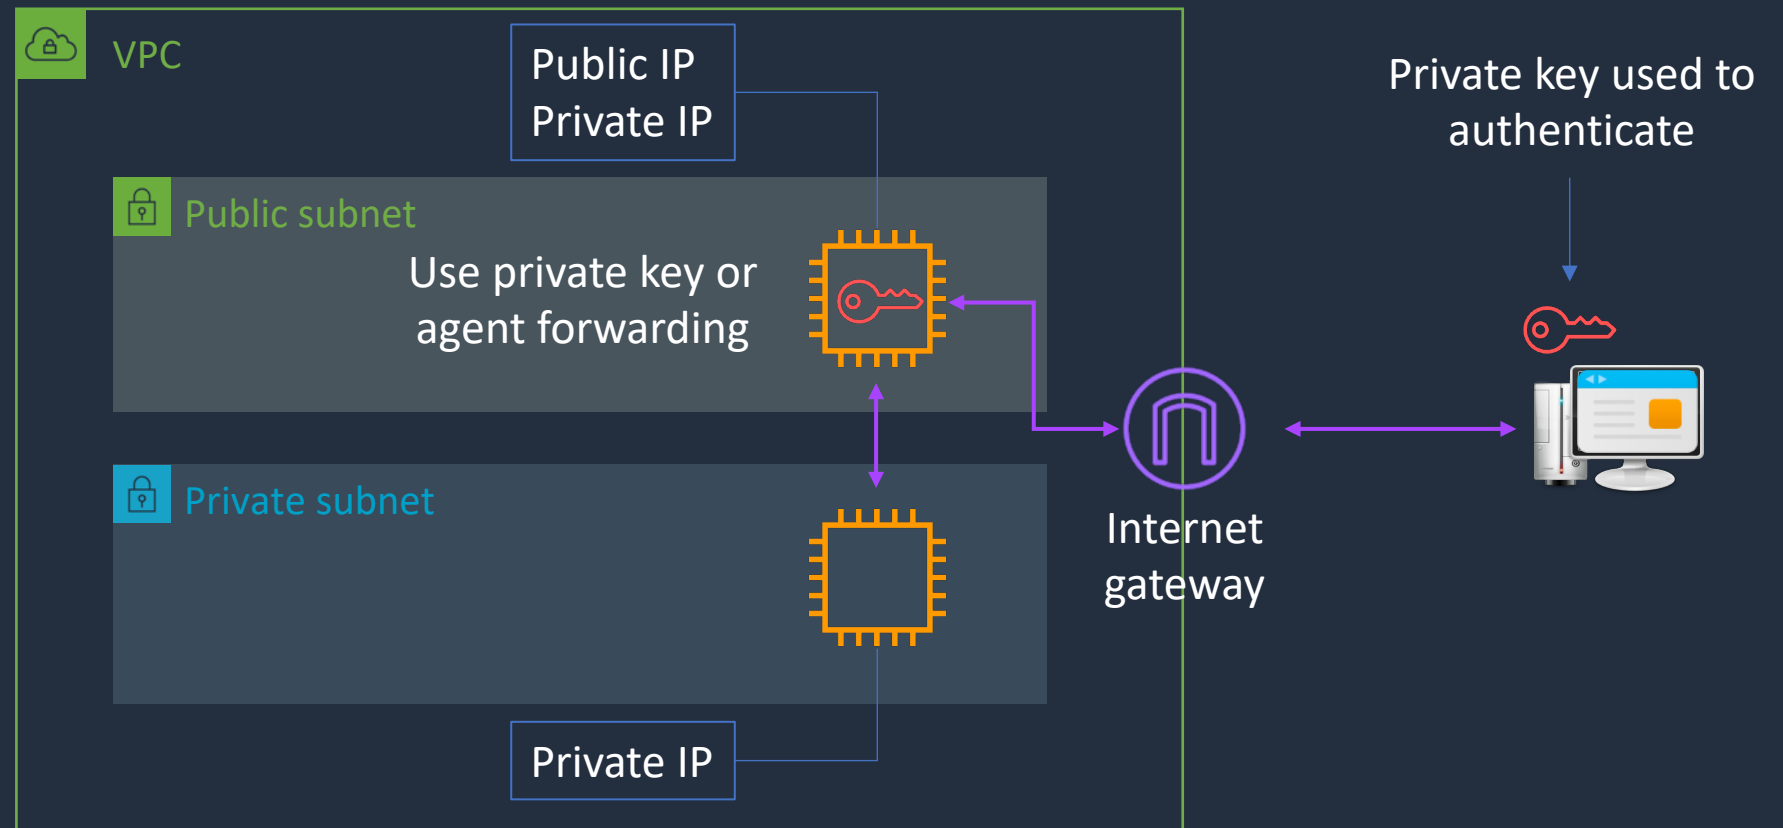 VPC
Public IP
Private IP
Private key used to
authenticate
Public subnet
Use private key or
agent forwarding
Private subnet
Internet
gateway
Private IP